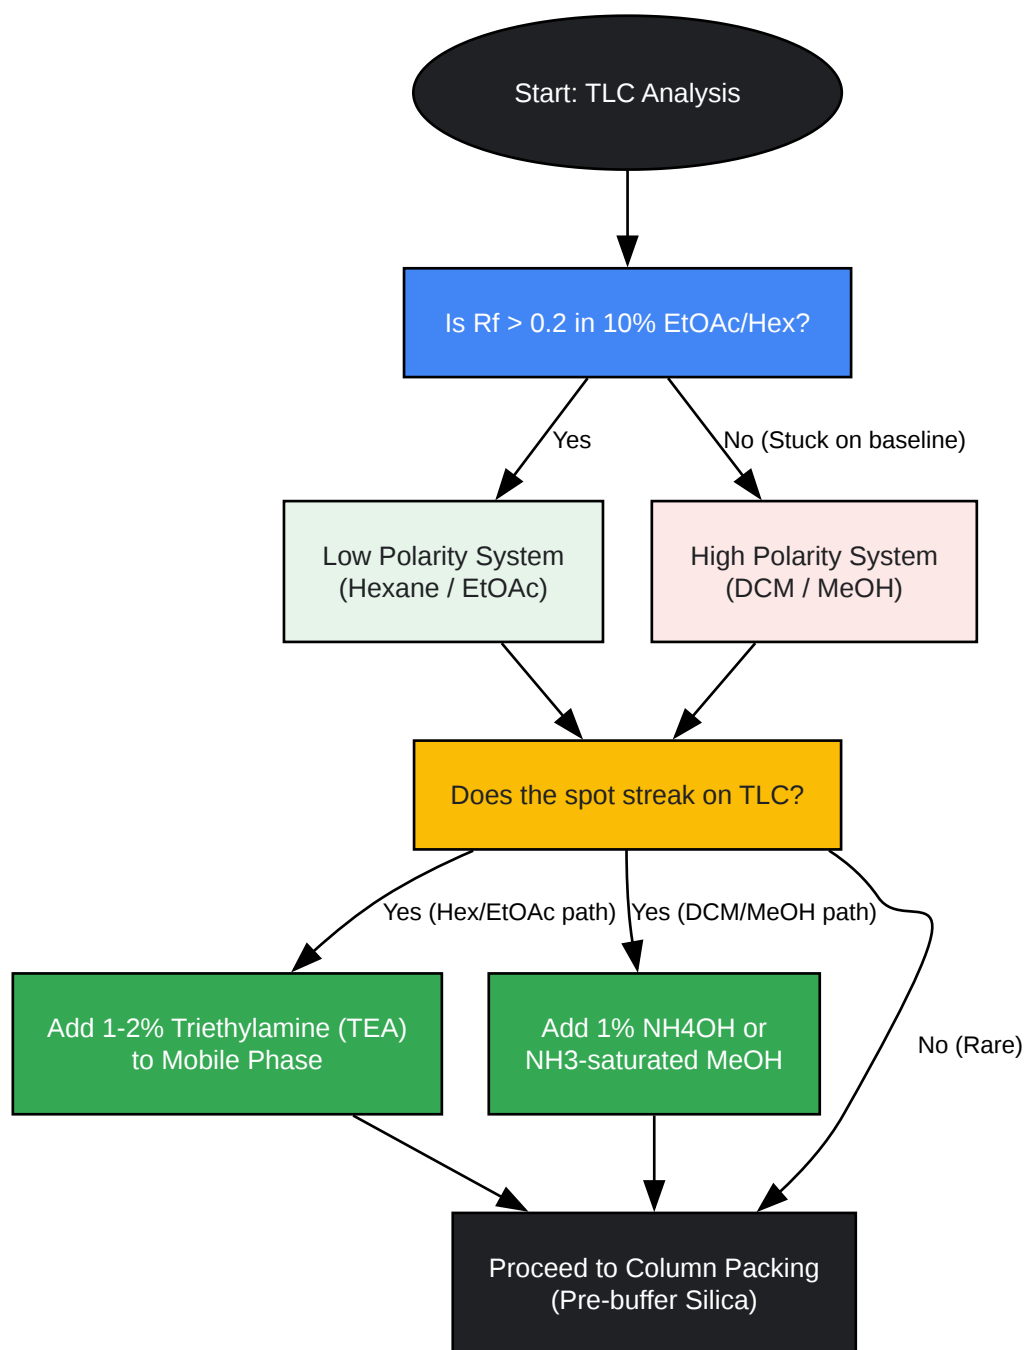 Start: TLC Analysis
Is Rf > 0.2 in 10% EtOAc/Hex?
Yes
No (Stuck on baseline)
Low Polarity System
(Hexane / EtOAc)
High Polarity System
(DCM / MeOH)
Does the spot streak on TLC?
Yes (Hex/EtOAc path)
Yes (DCM/MeOH path)
Add 1-2% Triethylamine (TEA)
to Mobile Phase
Add 1% NH4OH or
NH3-saturated MeOH
No (Rare)
Proceed to Column Packing
(Pre-buffer Silica)